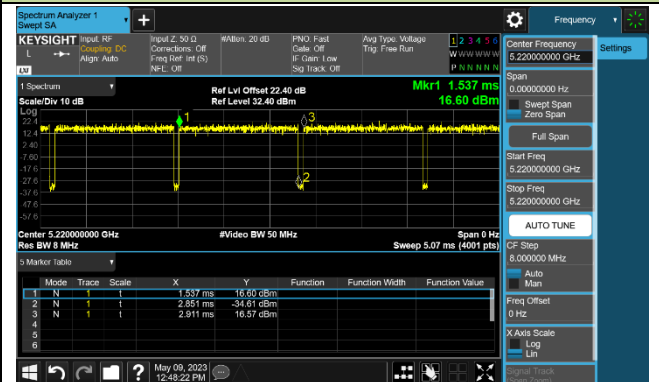 Spectrum Analyzer 1
Swept SA
+
Frequency
KEYSIGHT
L
LXI
Input: RF
Coupling: DC
Align: Auto
Input Z: 50 Ω
Corrections: Off
Freq Ref: Int (S)
NFE: Off
#Atten: 20 dB
PNO: Fast
Gate: Off
IF Gain: Low
Sig Track: Off
Avg Type: Voltage
Trig: Free Run
1 2 3 4 5 6
W W W W W W
P N N N N N
Center Frequency
5.220000000 GHz
Settings
Span
0.00000000 Hz
Swept Span
Zero Span
Full Span
Start Freq
5.220000000 GHz
Stop Freq
5.220000000 GHz
AUTO TUNE
CF Step
8.000000 MHz
Auto
Man
Freq Offset
0 Hz
X Axis Scale
Log
Lin
Signal Track
(Span Zoom)
1 Spectrum
Scale/Div 10 dB
Ref Lvl Offset 22.40 dB
Ref Level 32.40 dBm
Mkr1 1.537 ms
16.60 dBm
Log
22.4
12.4
2.40
-7.60
-17.6
-27.6
-37.6
-47.6
-57.6
1
3
2
Center 5.220000000 GHz
Res BW 8 MHz
#Video BW 50 MHz
Span 0 Hz
Sweep 5.07 ms (4001 pts)
5 Marker Table
Mode Trace Scale X Y Function Function Width Function Value
1 N 1 t 1.537 ms 16.60 dBm
2 N 1 t 2.851 ms -34.61 dBm
3 N 1 t 2.911 ms 16.57 dBm
4
5
6
?
May 09, 2023
12:48:22 PM